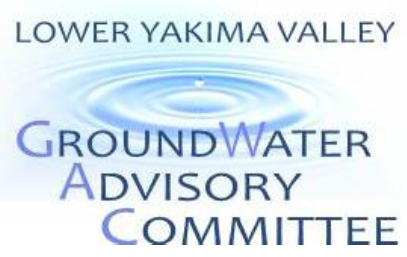 LOWER YAKIMA VALLEY
GROUNDWATER
ADVISORY
COMMITTEE